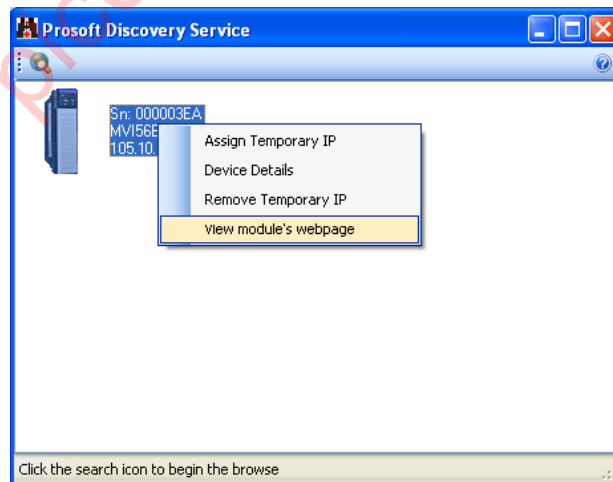 Prosoft Discovery Service
Sn: 000003EA
MVI56E
105.10.
Assign Temporary IP
Device Details
Remove Temporary IP
View module's webpage
Click the search icon to begin the browse